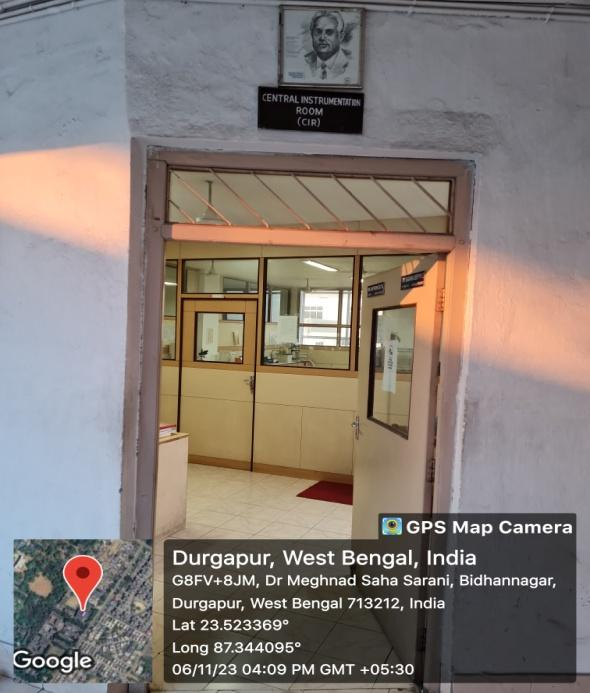 CENTRAL INSTRUMENTATION
ROOM
(CIR)
GPS Map Camera
Durgapur, West Bengal, India
G8FV+8JM, Dr Meghnad Saha Sarani, Bidhannagar,
Durgapur, West Bengal 713212, India
Lat 23.523369°
Long 87.344095°
06/11/23 04:09 PM GMT +05:30
Google